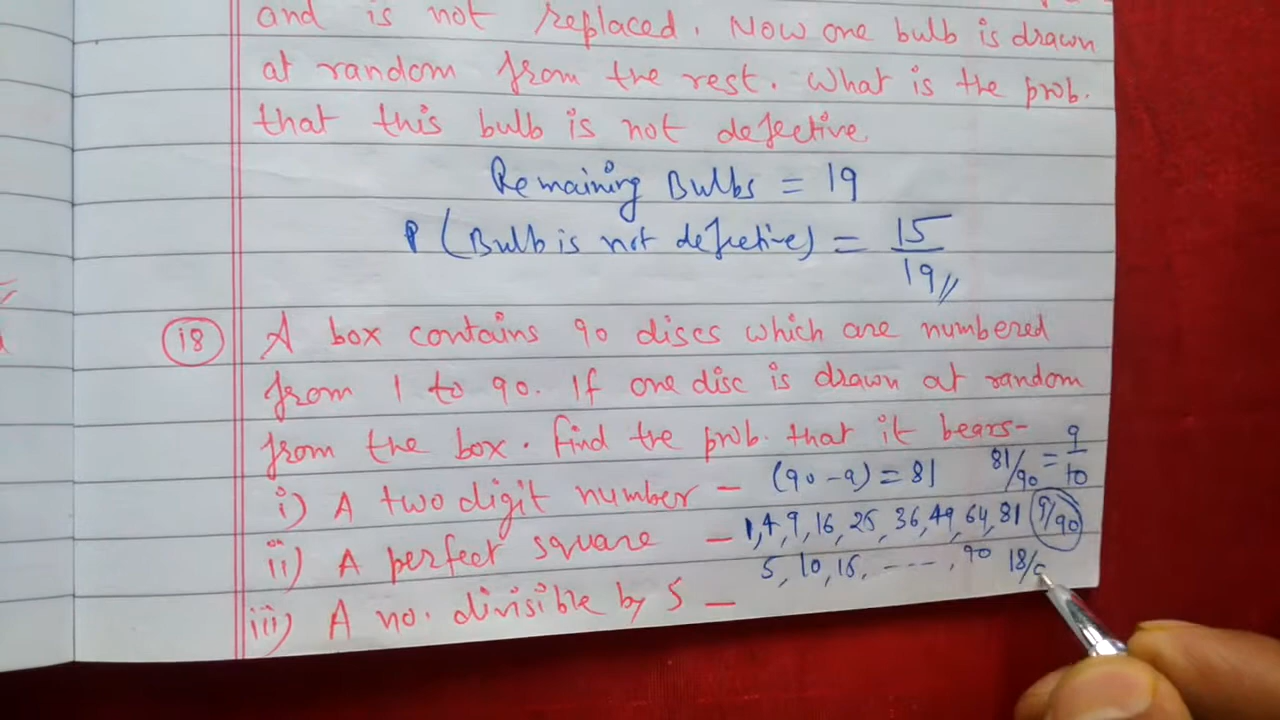 and is not replaced. Now one bulb is drawn
at random from the rest. What is the prob.
that this bulb is not defective.
Remaining Bulbs = 19
P (Bulb is not defective) = 15/19
18 A box contains 90 discs which are numbered
from 1 to 90. If one disc is drawn at random
from the box. Find the prob. that it bears-
i) A two digit number - (90-9) = 81 81/90 = 9/10
ii) A perfect square - 1,4,9,16,25,36,49,64,81 9/90
iii) A no. divisible by 5 - 5, 10, 15, ----, 90 18/